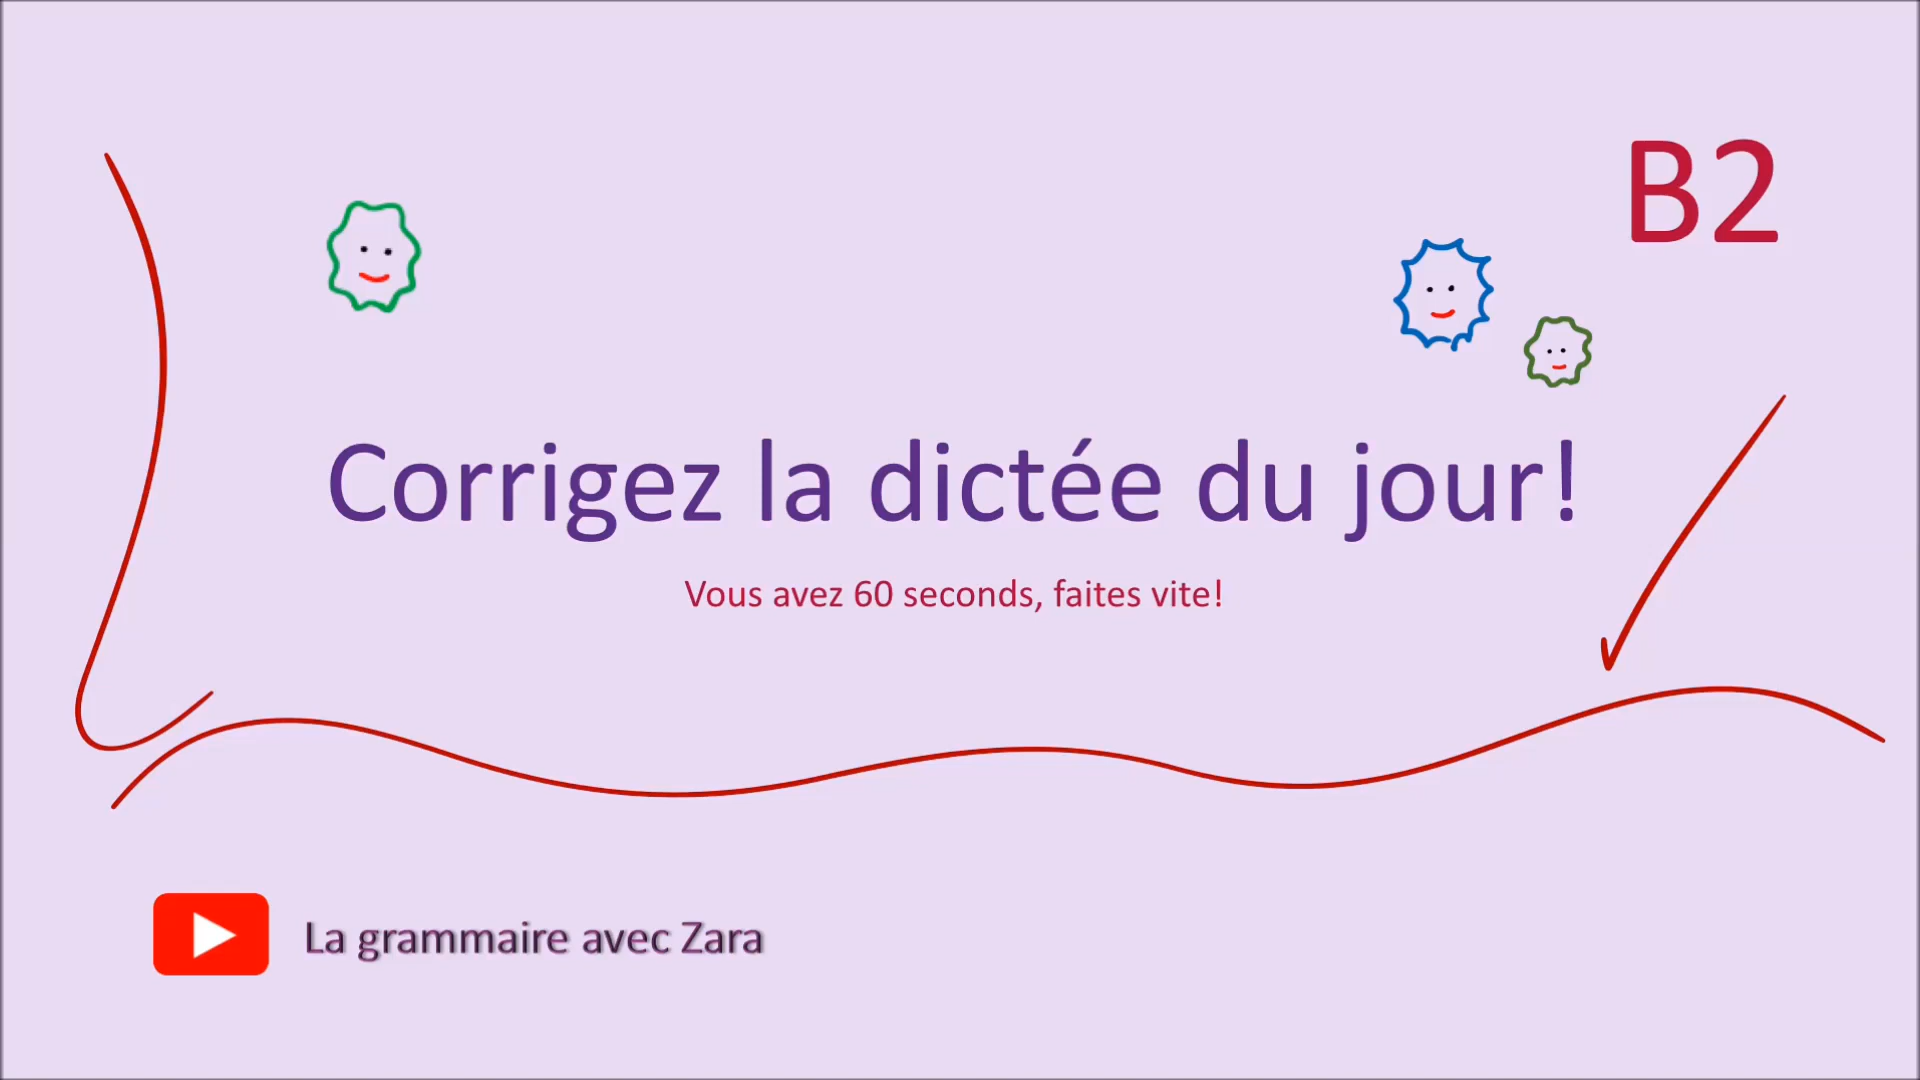 B2
Corrigez la dictée du jour!
Vous avez 60 seconds, faites vite!
La grammaire avec Zara